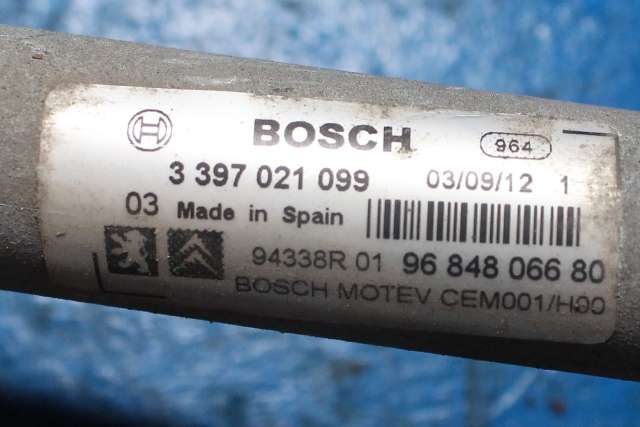 BOSCH 964
3 397 021 099 03/09/12 1
03 Made in Spain
94338R 01 96 848 066 80
BOSCH MOTEV CEM001/H00